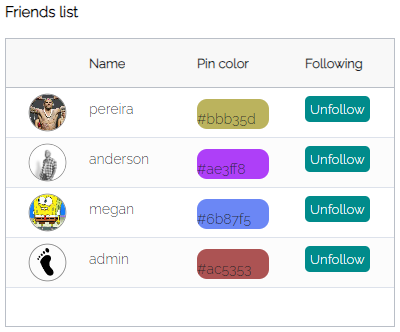 Friends list
Name Pin color Following
pereira #bbb35d Unfollow
anderson #ae3ff8 Unfollow
megan #6b87f5 Unfollow
admin #ac5353 Unfollow